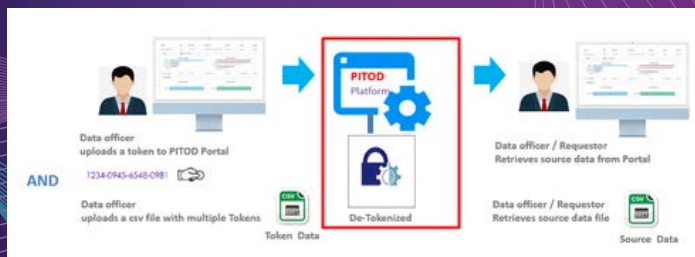 PITOD
Platform
Data officer
uploads a token to PITOD Portal
AND
1234-0945-6548-0981
Data officer
uploads a csv file with multiple Tokens
CSV
Token Data
De-Tokenized
Data officer / Requestor
Retrieves source data from Portal
Data officer / Requestor
Retrieves source data file
CSV
Source Data